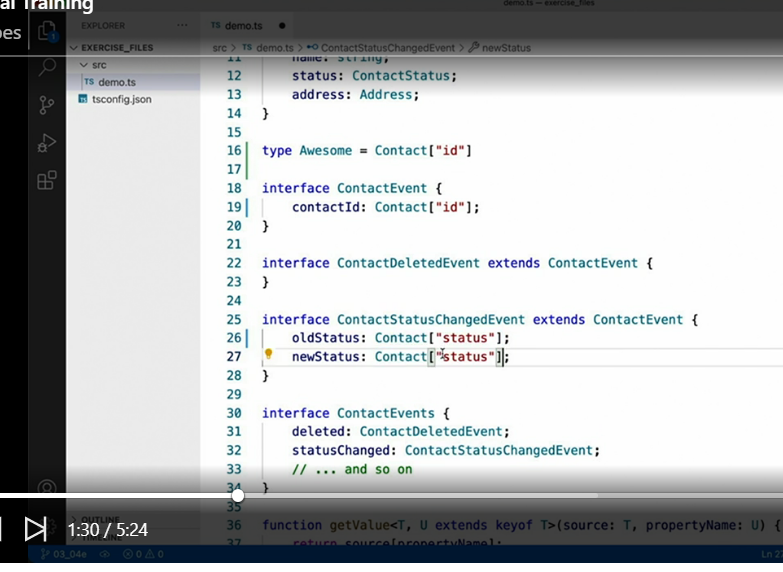 al Training
demo.ts — exercise_files
pes
EXPLORER
...
TS demo.ts
EXERCISE_FILES
src > TS demo.ts > ContactStatusChangedEvent > newStatus
src
TS demo.ts
tsconfig.json
11 name: string;
12 status: ContactStatus;
13 address: Address;
14 }
15
16 type Awesome = Contact["id"]
17
18 interface ContactEvent {
19 contactId: Contact["id"];
20 }
21
22 interface ContactDeletedEvent extends ContactEvent {
23 }
24
25 interface ContactStatusChangedEvent extends ContactEvent {
26 oldStatus: Contact["status"];
27 newStatus: Contact["status"];
28 }
29
30 interface ContactEvents {
31 deleted: ContactDeletedEvent;
32 statusChanged: ContactStatusChangedEvent;
33 // ... and so on
34 }
35
36 function getValue<T, U extends keyof T>(source: T, propertyName: U) {
37 return source[propertyName];
OUTLINE
TIMELINE
1:30 / 5:24
03_04e
0 0
Ln 27